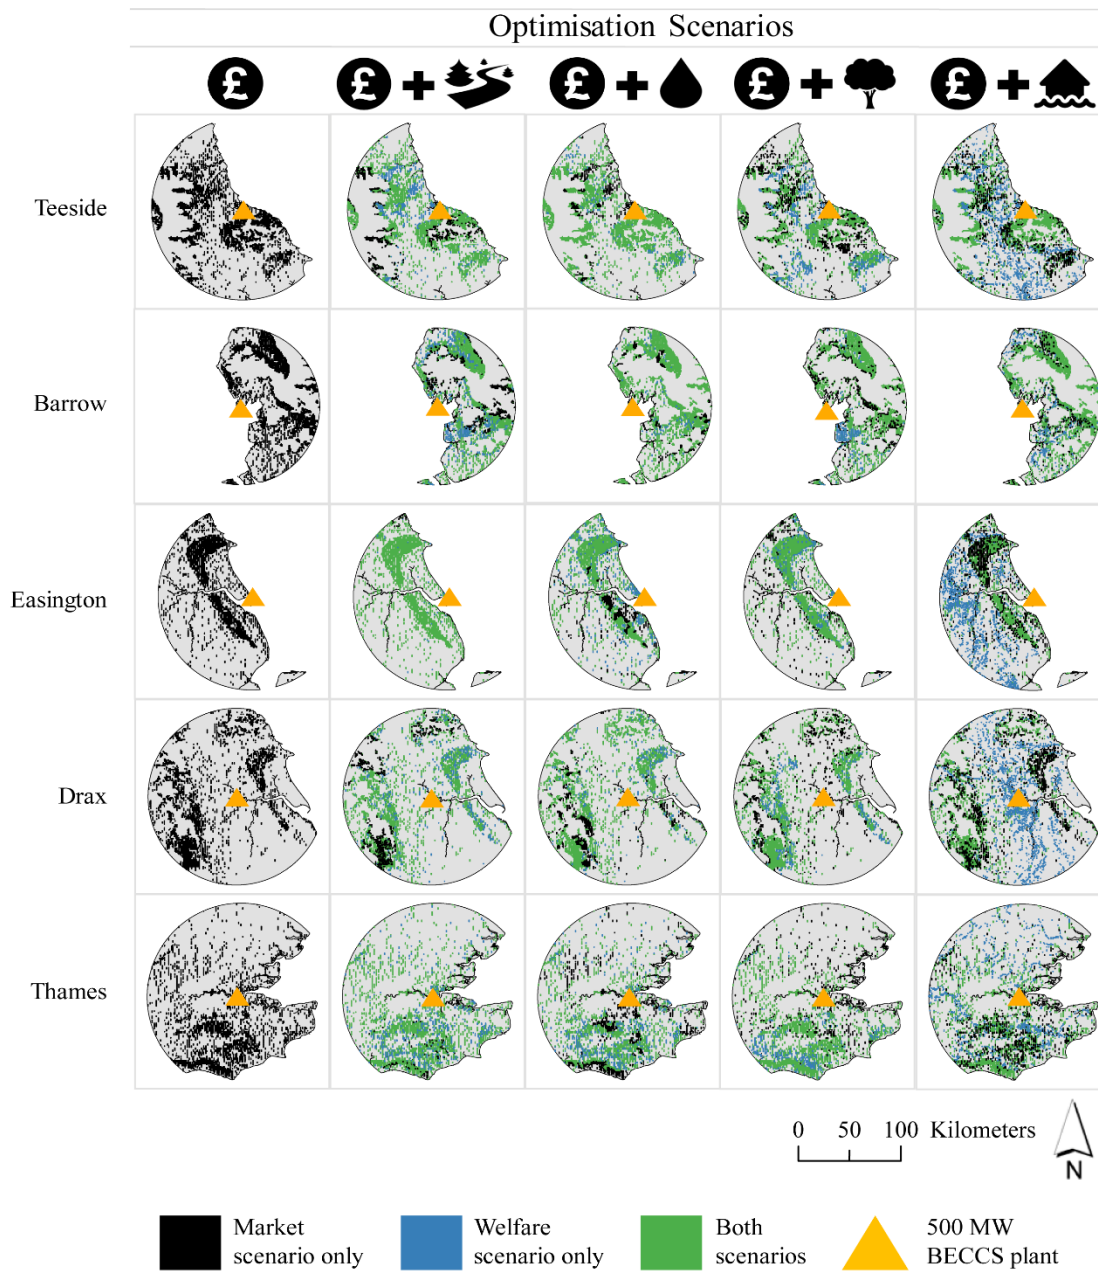 Optimisation Scenarios
£ £ + £ + £ + £ +
Teeside
Barrow
Easington
Drax
Thames
0 50 100 Kilometers
N
Market
scenario only
Welfare
scenario only
Both
scenarios
500 MW
BECCS plant